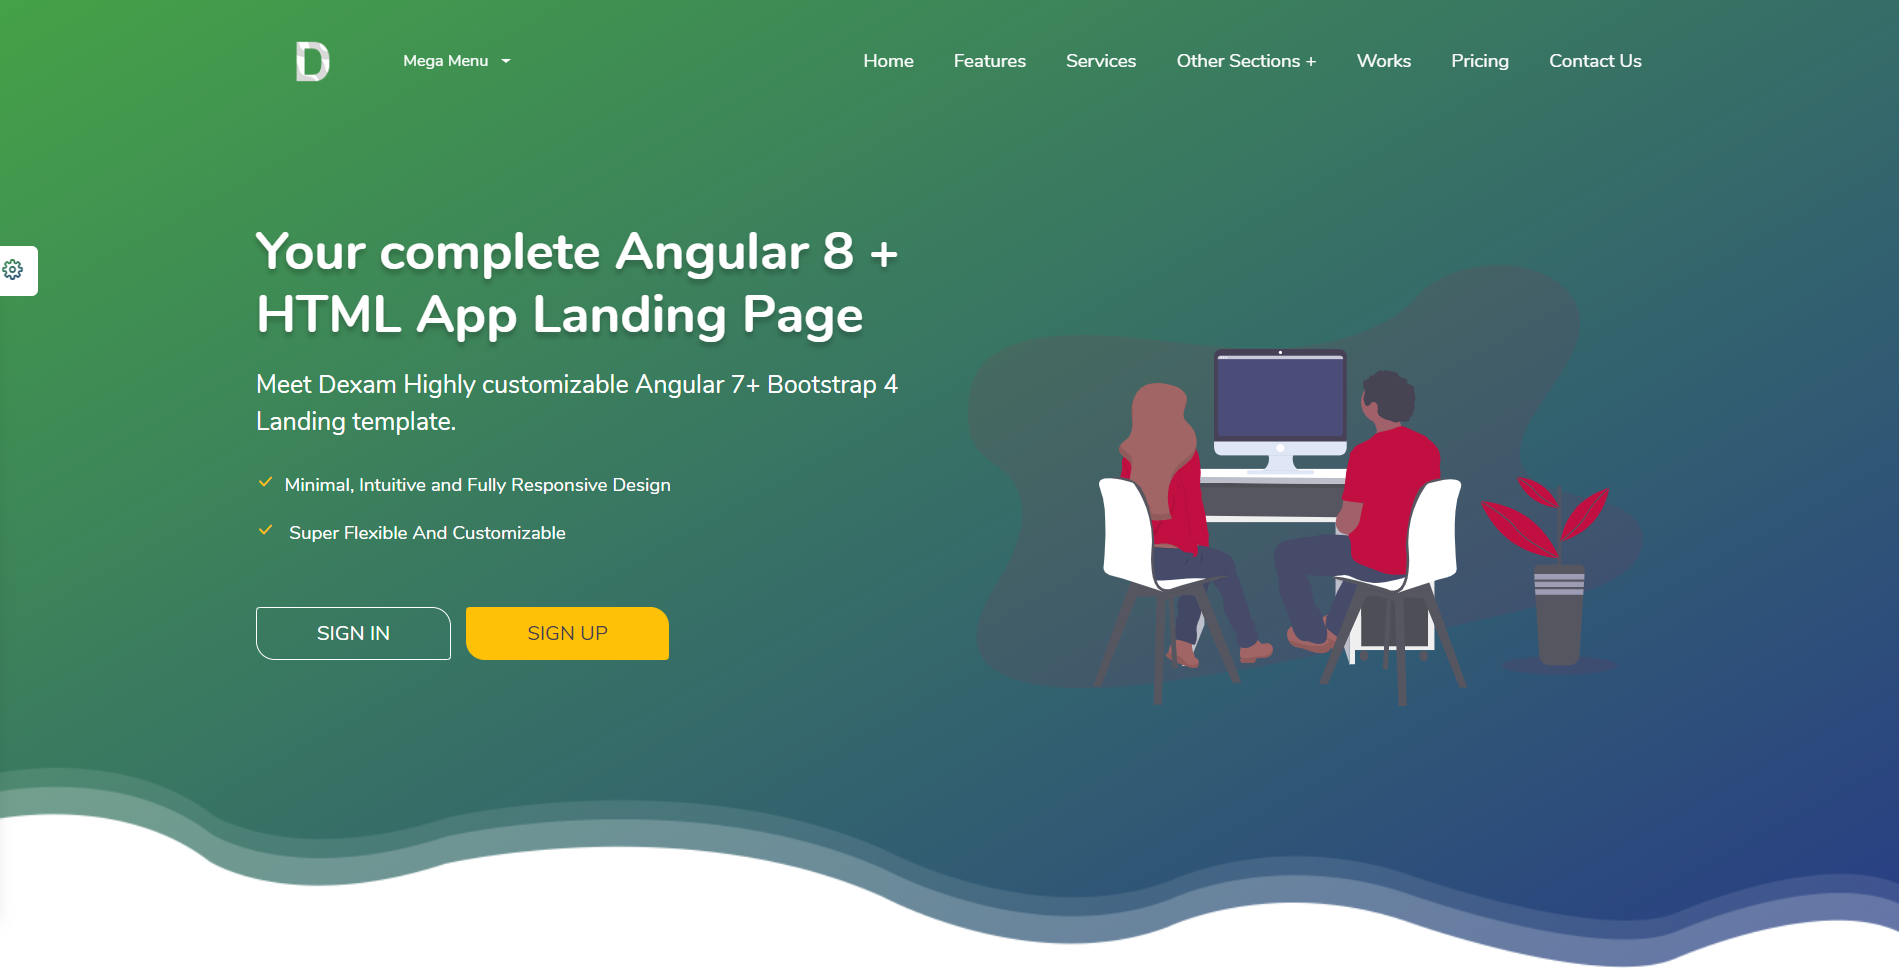 D
Mega Menu
Home Features Services Other Sections + Works Pricing Contact Us
Your complete Angular 8 +
HTML App Landing Page
Meet Dexam Highly customizable Angular 7+ Bootstrap 4
Landing template.
Minimal, Intuitive and Fully Responsive Design
Super Flexible And Customizable
SIGN IN
SIGN UP